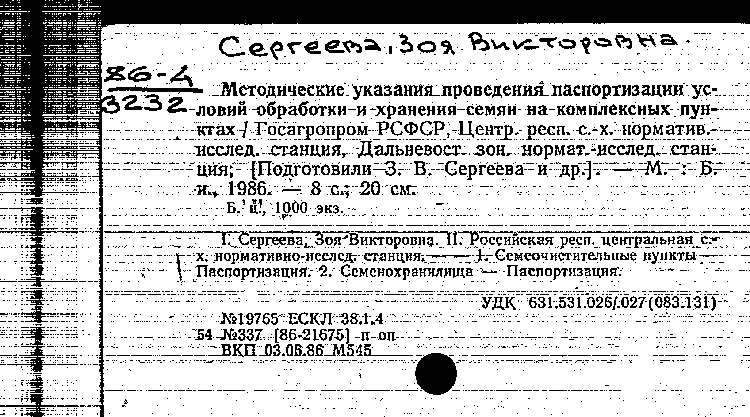 Сергеева, Зоя Викторовна.
86-4
3232
Методические указания проведения паспортизации ус-
ловий обработки и хранения семян на комплексных пун-
ктах / Госагропром РСФСР, Центр. респ. с.-х. норматив.-
исслед. станция, Дальневост. зон. нормат.-исслед. стан-
ция; [Подготовили З. В. Сергеева и др.]. — М. : Б.
и., 1986. — 8 с.; 20 см.
Б. ц., 1000 экз.
I. Сергеева, Зоя Викторовна. II. Российская респ. центральная с.-
х. нормативно-исслед. станция. — — 1. Семеочистительные пункты —
Паспортизация. 2. Семенохранилища — Паспортизация.
УДК 631.531.026/.027(083.131)
№19765 ЕСКЛ 38.1.4
54 №337 [86-21675] п оп
ВКП 03.06.86 М545